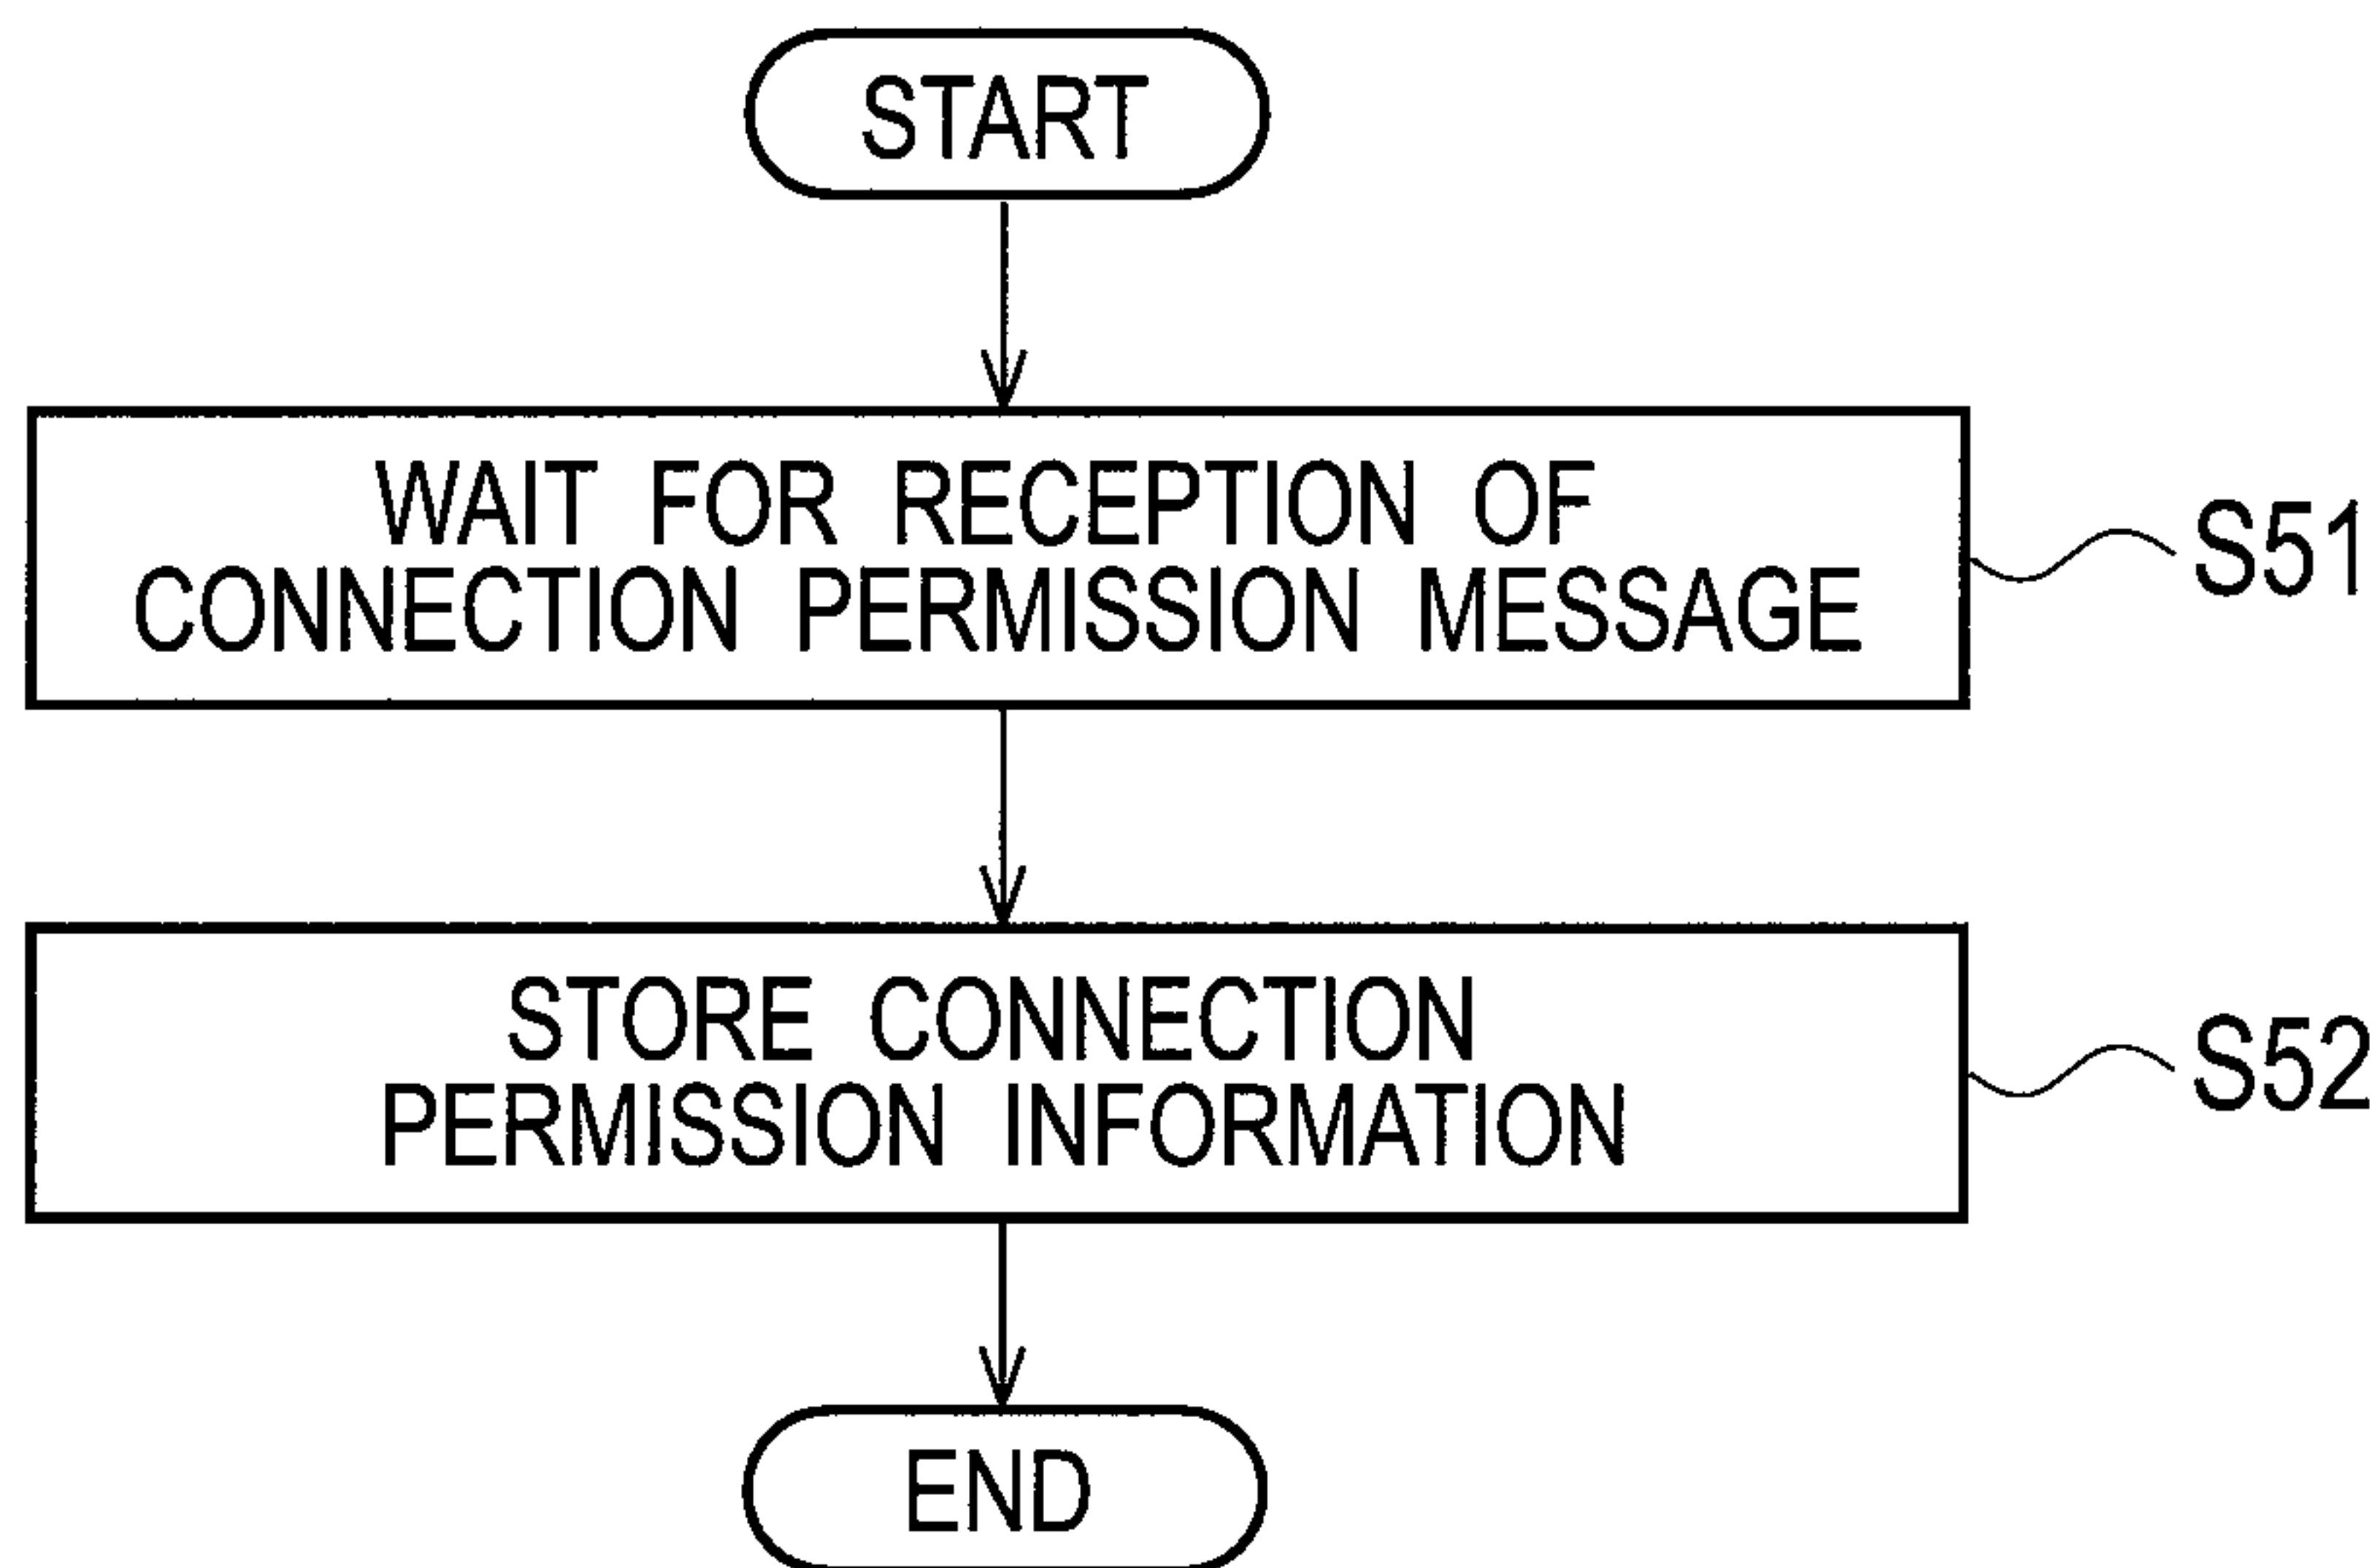 START
WAIT FOR RECEPTION OF
CONNECTION PERMISSION MESSAGE
S51
STORE CONNECTION
PERMISSION INFORMATION
S52
END